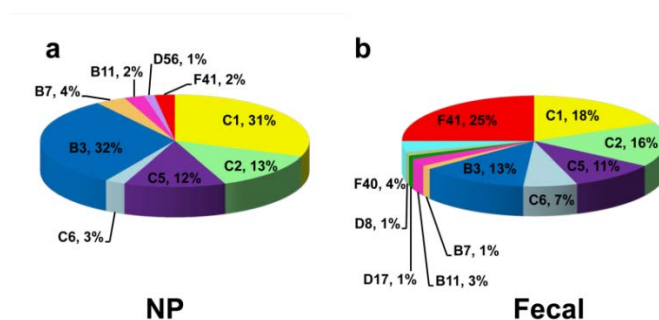 a
D56, 1%
B11, 2%
F41, 2%
B7, 4%
C1, 31%
B3, 32%
C2, 13%
C5, 12%
C6, 3%
NP
b
F41, 25%
C1, 18%
C2, 16%
B3, 13%
C5, 11%
F40, 4%
C6, 7%
D8, 1%
B7, 1%
D17, 1%
B11, 3%
Fecal